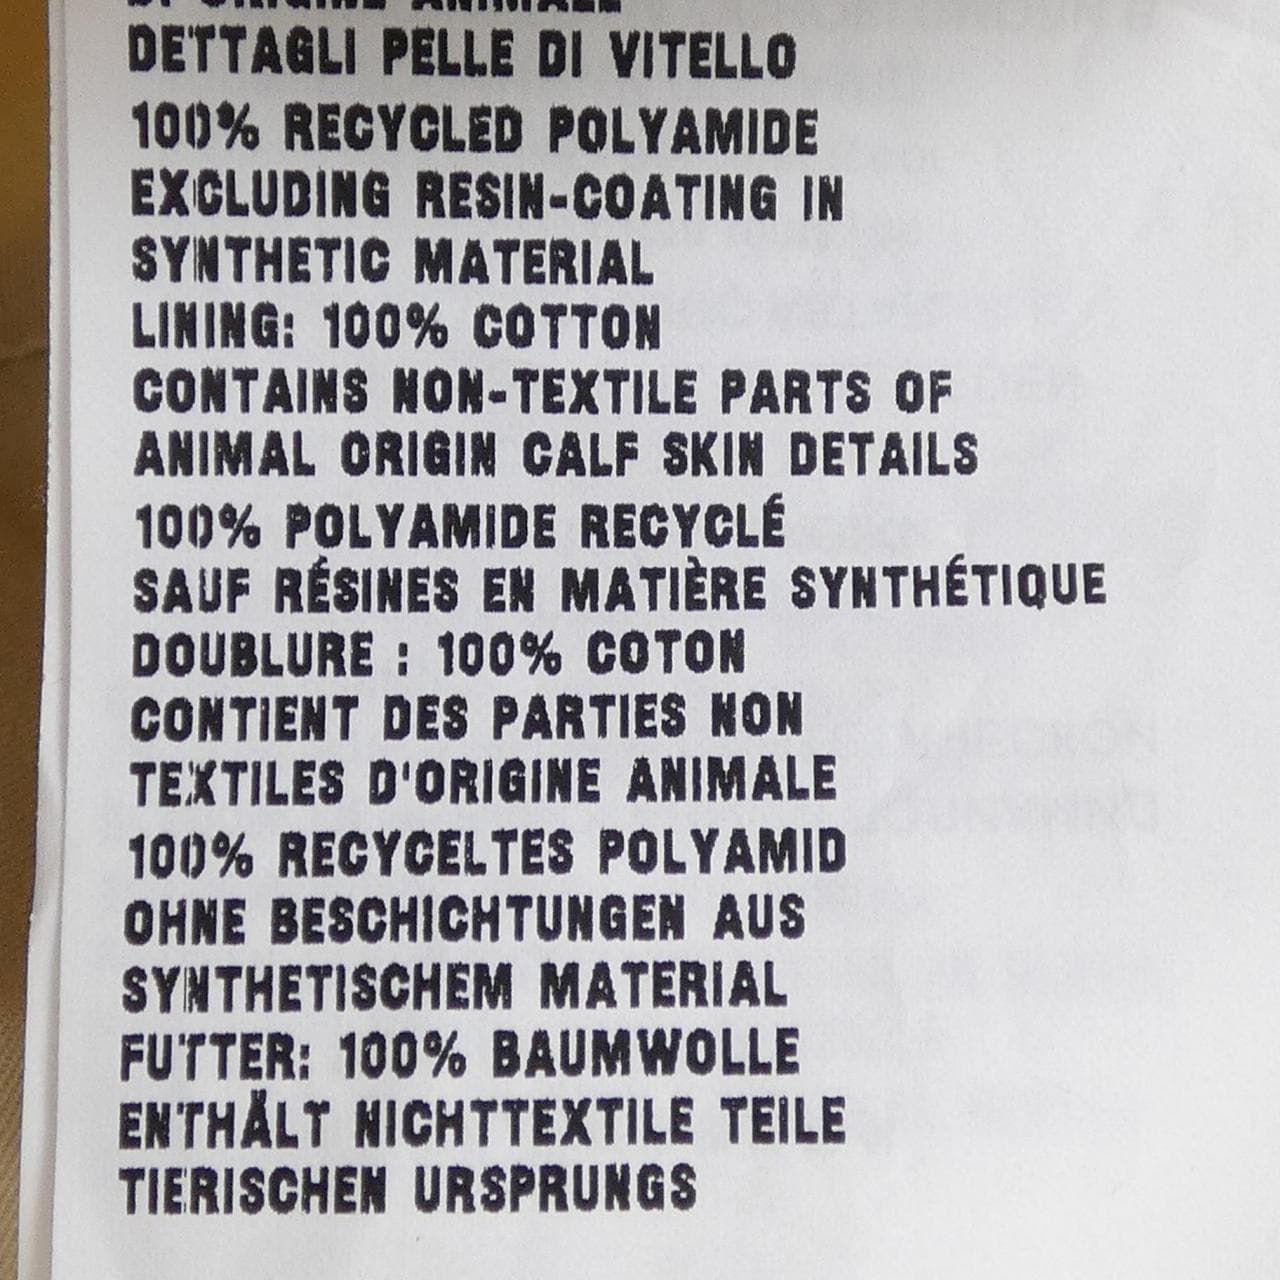 DI ORIGINE ANIMALE
DETTAGLI PELLE DI VITELLO
100% RECYCLED POLYAMIDE
EXCLUDING RESIN-COATING IN
SYNTHETIC MATERIAL
LINING: 100% COTTON
CONTAINS NON-TEXTILE PARTS OF
ANIMAL ORIGIN CALF SKIN DETAILS
100% POLYAMIDE RECYCLÉ
SAUF RÉSINES EN MATIÈRE SYNTHÉTIQUE
DOUBLURE : 100% COTON
CONTIENT DES PARTIES NON
TEXTILES D'ORIGINE ANIMALE
100% RECYCELTES POLYAMID
OHNE BESCHICHTUNGEN AUS
SYNTHETISCHEM MATERIAL
FUTTER: 100% BAUMWOLLE
ENTHÄLT NICHTTEXTILE TEILE
TIERISCHEN URSPRUNGS